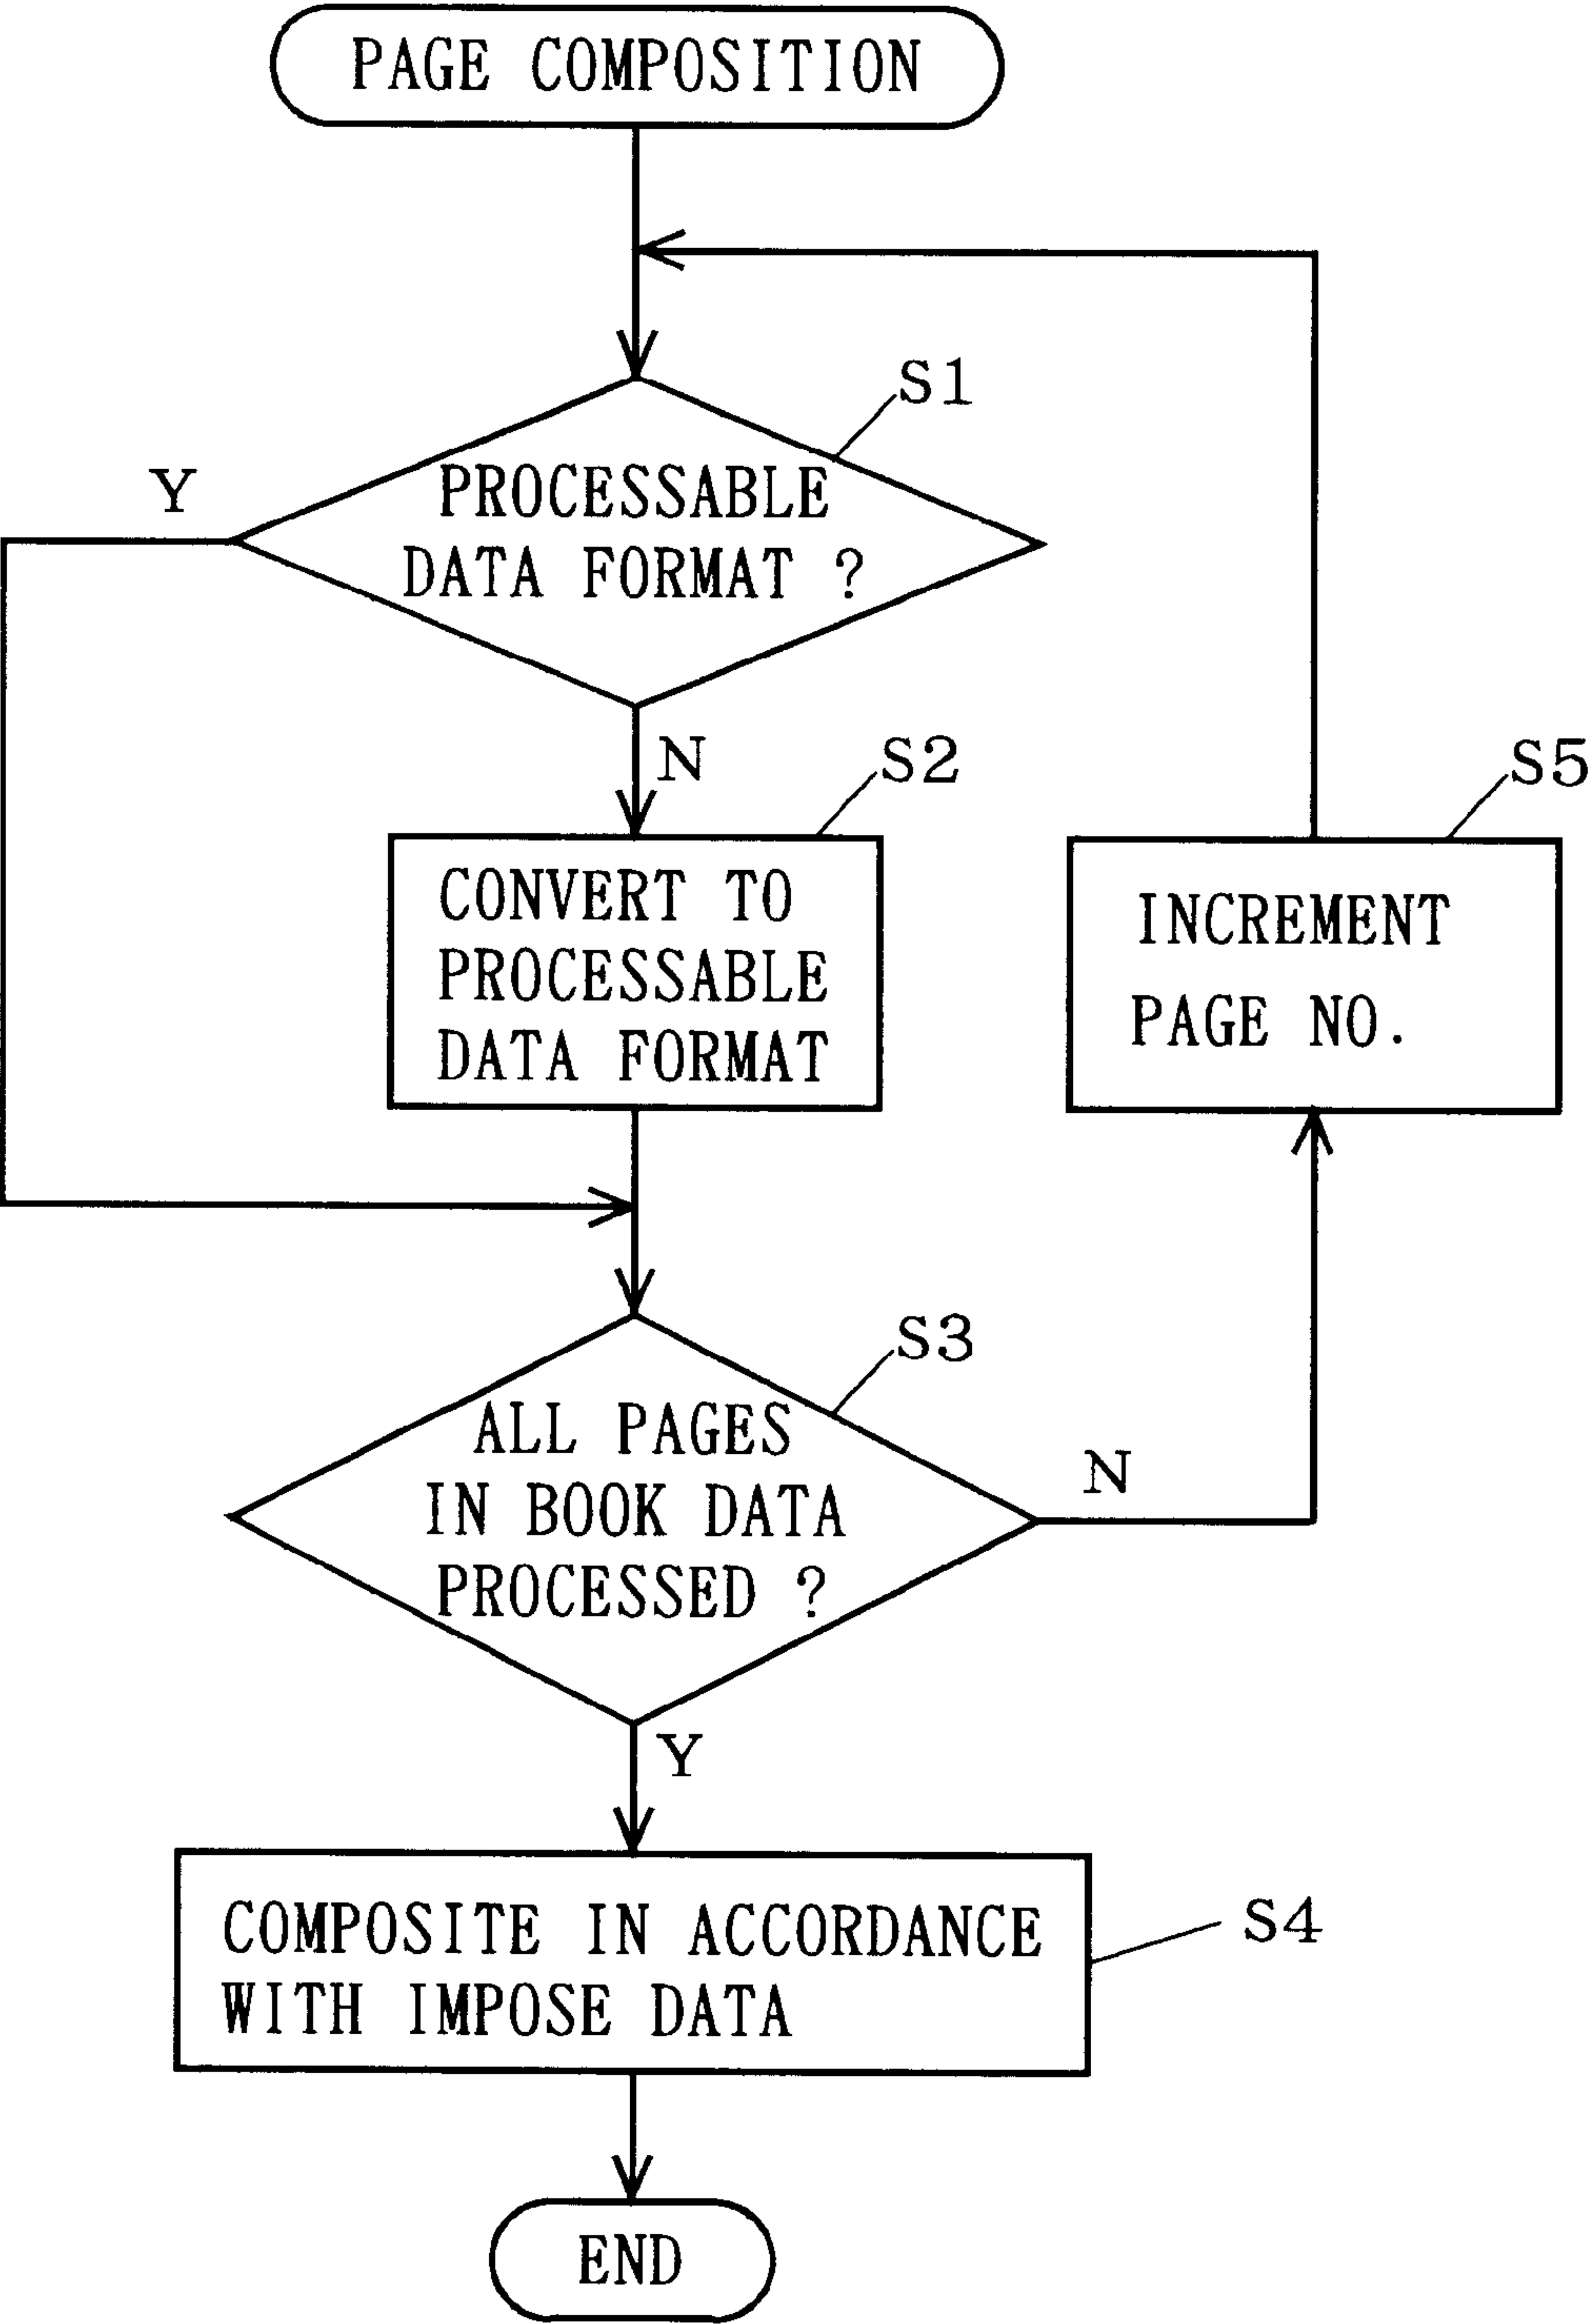 PAGE COMPOSITION
S1
Y
PROCESSABLE
DATA FORMAT ?
N
S2
S5
CONVERT TO
PROCESSABLE
DATA FORMAT
INCREMENT
PAGE NO.
S3
ALL PAGES
IN BOOK DATA
PROCESSED ?
N
Y
COMPOSITE IN ACCORDANCE
WITH IMPOSE DATA
S4
END